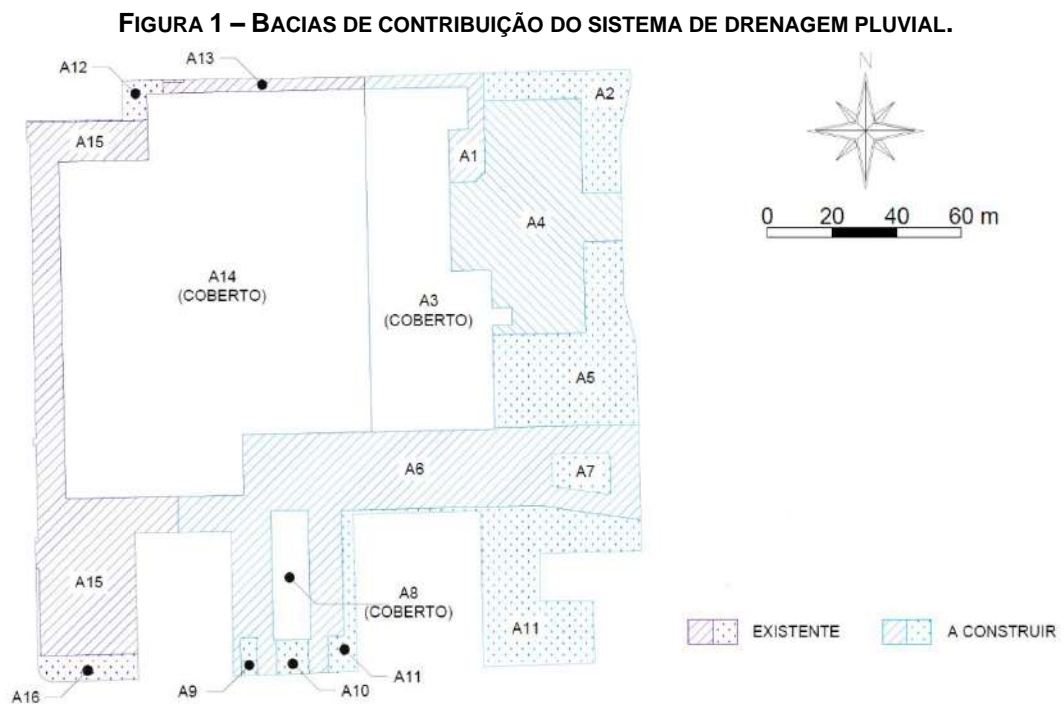 FIGURA 1 – BACIAS DE CONTRIBUIÇÃO DO SISTEMA DE DRENAGEM PLUVIAL.
A12
A13
N
A2
A15
A1
0 20 40 60 m
A4
A14
(COBERTO)
A3
(COBERTO)
A5
A6
A7
A15
A8
(COBERTO)
A11
EXISTENTE
A CONSTRUIR
A16
A9
A10
A11